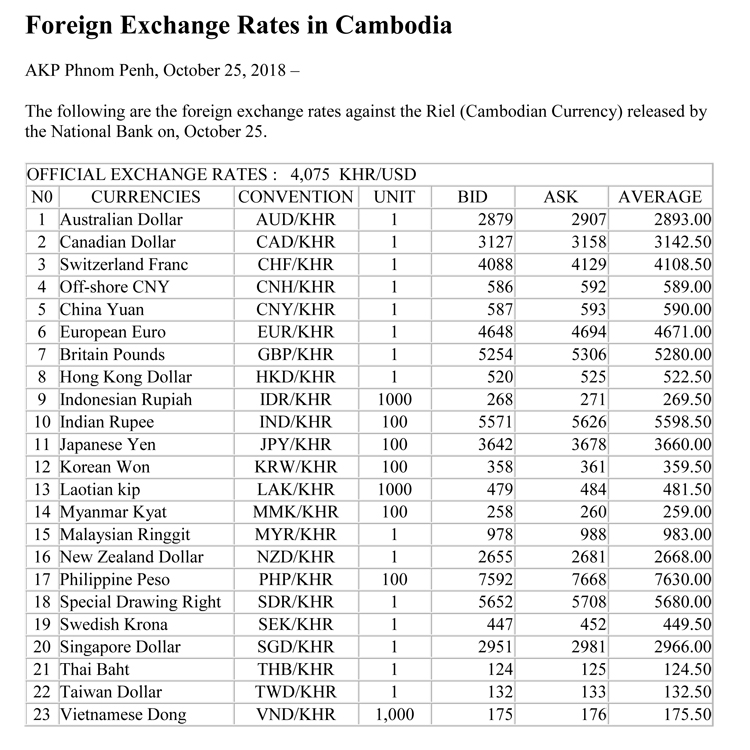 Foreign Exchange Rates in Cambodia
AKP Phnom Penh, October 25, 2018 –
The following are the foreign exchange rates against the Riel (Cambodian Currency) released by
the National Bank on, October 25.
OFFICIAL EXCHANGE RATES : 4,075 KHR/USD
N0 CURRENCIES CONVENTION UNIT BID ASK AVERAGE
1 Australian Dollar AUD/KHR 1 2879 2907 2893.00
2 Canadian Dollar CAD/KHR 1 3127 3158 3142.50
3 Switzerland Franc CHF/KHR 1 4088 4129 4108.50
4 Off-shore CNY CNH/KHR 1 586 592 589.00
5 China Yuan CNY/KHR 1 587 593 590.00
6 European Euro EUR/KHR 1 4648 4694 4671.00
7 Britain Pounds GBP/KHR 1 5254 5306 5280.00
8 Hong Kong Dollar HKD/KHR 1 520 525 522.50
9 Indonesian Rupiah IDR/KHR 1000 268 271 269.50
10 Indian Rupee IND/KHR 100 5571 5626 5598.50
11 Japanese Yen JPY/KHR 100 3642 3678 3660.00
12 Korean Won KRW/KHR 100 358 361 359.50
13 Laotian kip LAK/KHR 1000 479 484 481.50
14 Myanmar Kyat MMK/KHR 100 258 260 259.00
15 Malaysian Ringgit MYR/KHR 1 978 988 983.00
16 New Zealand Dollar NZD/KHR 1 2655 2681 2668.00
17 Philippine Peso PHP/KHR 100 7592 7668 7630.00
18 Special Drawing Right SDR/KHR 1 5652 5708 5680.00
19 Swedish Krona SEK/KHR 1 447 452 449.50
20 Singapore Dollar SGD/KHR 1 2951 2981 2966.00
21 Thai Baht THB/KHR 1 124 125 124.50
22 Taiwan Dollar TWD/KHR 1 132 133 132.50
23 Vietnamese Dong VND/KHR 1,000 175 176 175.50